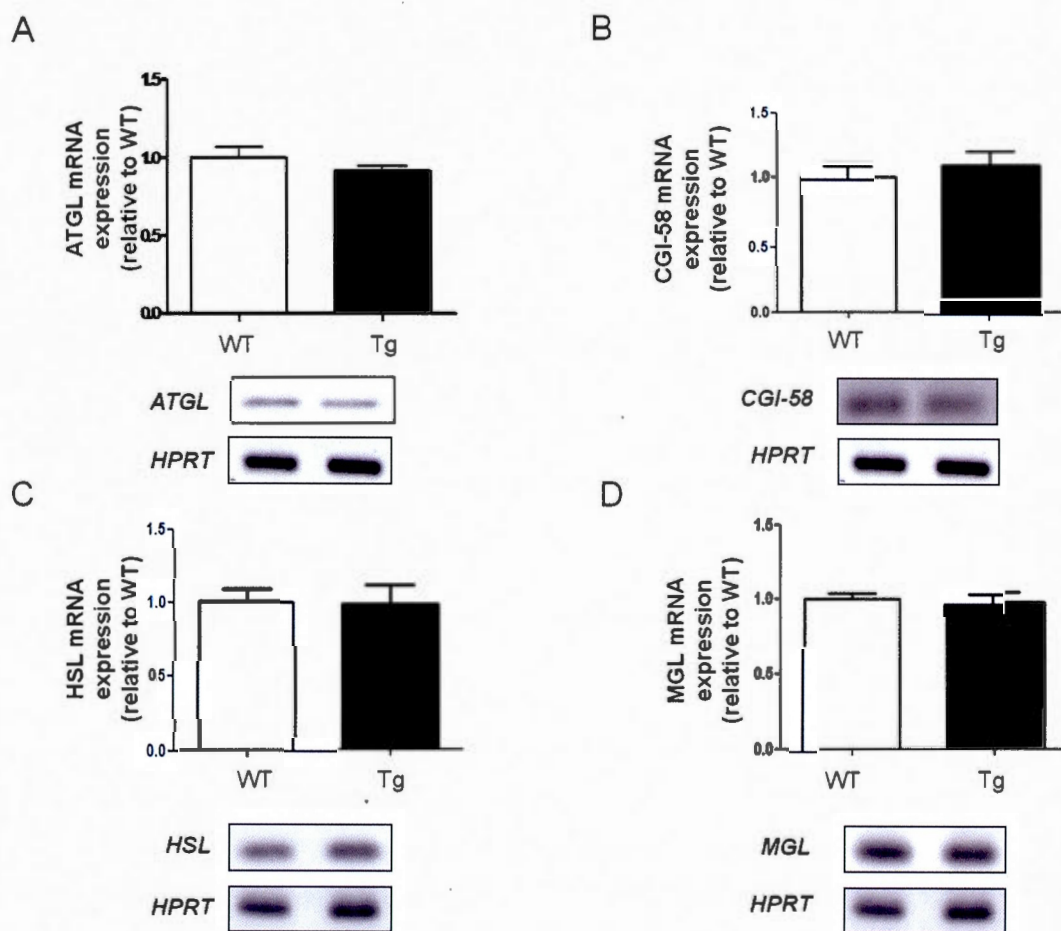 A
ATGL mRNA
expression
(relative to WT)
1.5
1.0
0.5
0.0
WT Tg
ATGL
HPRT
B
CGI-58 mRNA
expression
(relative to WT)
1.5
1.0
0.5
0.0
WT Tg
CGI-58
HPRT
C
HSL mRNA
expression
(relative to WT)
1.5
1.0
0.5
0.0
WT Tg
HSL
HPRT
D
MGL mRNA
expression
(relative to WT)
1.5
1.0
0.5
0.0
WT Tg
MGL
HPRT